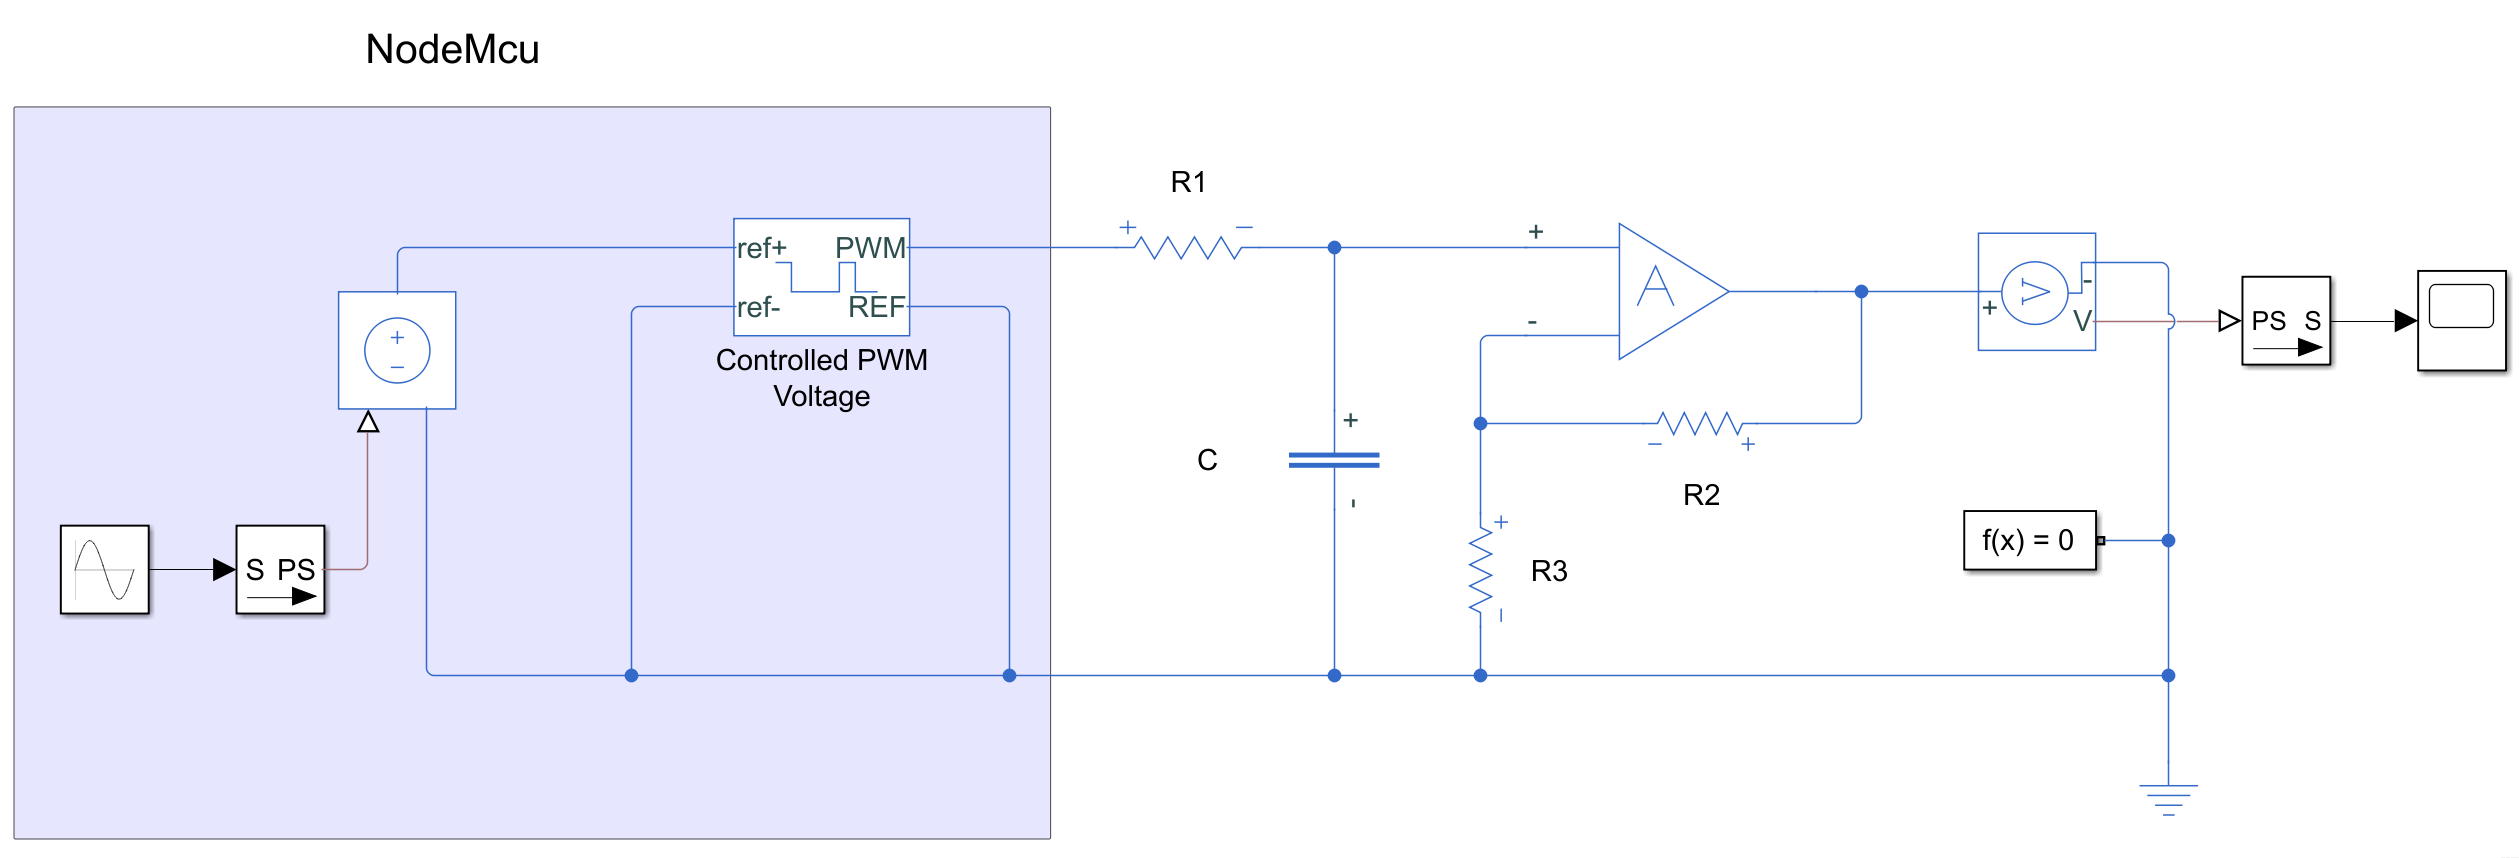 NodeMcu
R1
ref+ PWM
ref- REF
Controlled PWM
Voltage
+ −
+
-
A
+
−
+
-
V
+
-
V
PS S
C
+
-
− +
R2
+
−
R3
S PS
f(x) = 0